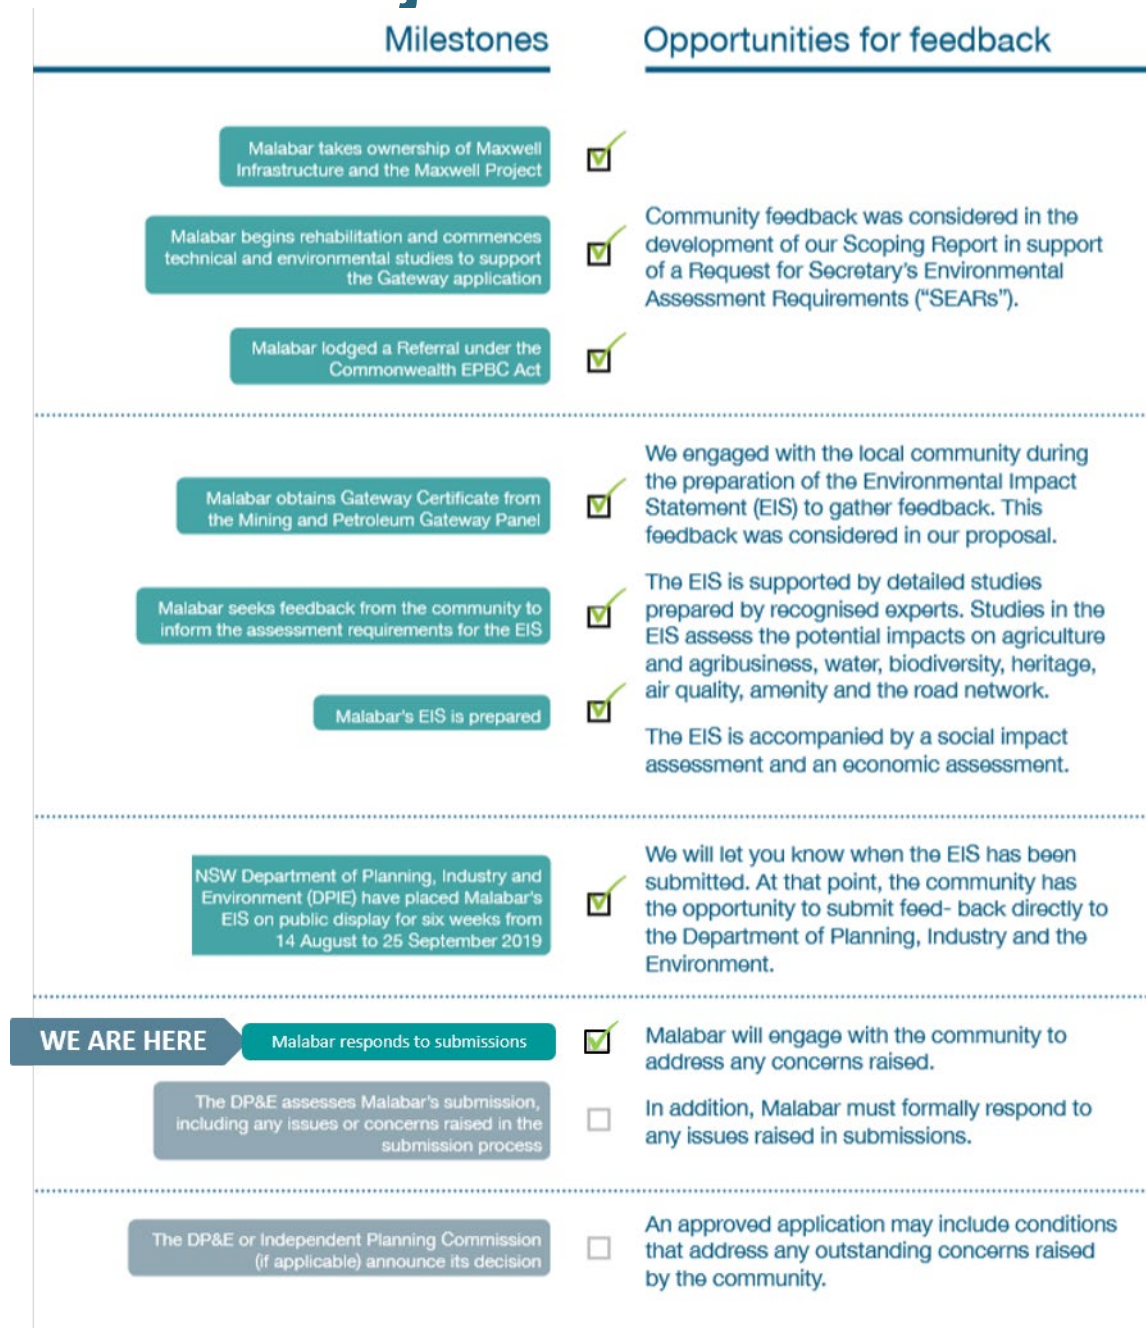 Milestones
Opportunities for feedback
Malabar takes ownership of Maxwell
Infrastructure and the Maxwell Project
Malabar begins rehabilitation and commences
technical and environmental studies to support
the Gateway application
Malabar lodged a Referral under the
Commonwealth EPBC Act
Community feedback was considered in the
development of our Scoping Report in support
of a Request for Secretary's Environmental
Assessment Requirements (“SEARs”).
Malabar obtains Gateway Certificate from
the Mining and Petroleum Gateway Panel
Malabar seeks feedback from the community to
inform the assessment requirements for the EIS
Malabar's EIS is prepared
We engaged with the local community during
the preparation of the Environmental Impact
Statement (EIS) to gather feedback. This
feedback was considered in our proposal.
The EIS is supported by detailed studies
prepared by recognised experts. Studies in the
EIS assess the potential impacts on agriculture
and agribusiness, water, biodiversity, heritage,
air quality, amenity and the road network.
The EIS is accompanied by a social impact
assessment and an economic assessment.
NSW Department of Planning, Industry and
Environment (DPIE) have placed Malabar's
EIS on public display for six weeks from
14 August to 25 September 2019
We will let you know when the EIS has been
submitted. At that point, the community has
the opportunity to submit feed- back directly to
the Department of Planning, Industry and the
Environment.
WE ARE HERE
Malabar responds to submissions
The DP&E assesses Malabar's submission,
including any issues or concerns raised in the
submission process
Malabar will engage with the community to
address any concerns raised.
In addition, Malabar must formally respond to
any issues raised in submissions.
The DP&E or Independent Planning Commission
(if applicable) announce its decision
An approved application may include conditions
that address any outstanding concerns raised
by the community.